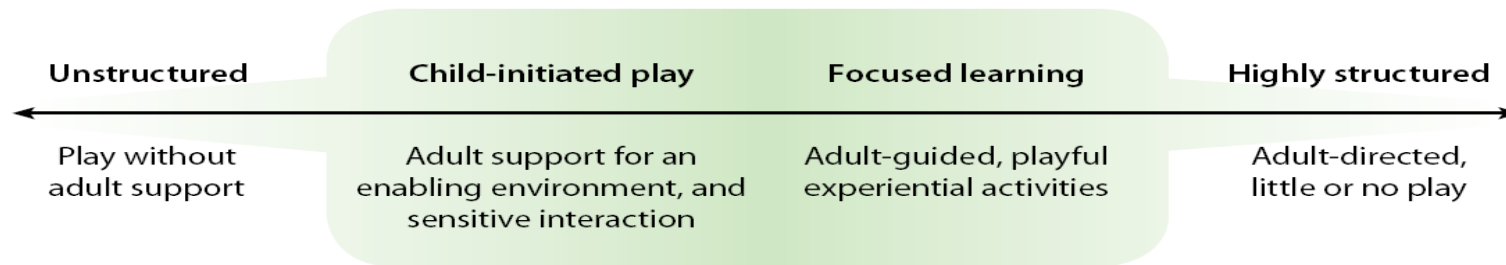 Unstructured
Child-initiated play
Focused learning
Highly structured
Play without
adult support
Adult support for an
enabling environment, and
sensitive interaction
Adult-guided, playful
experiential activities
Adult-directed,
little or no play